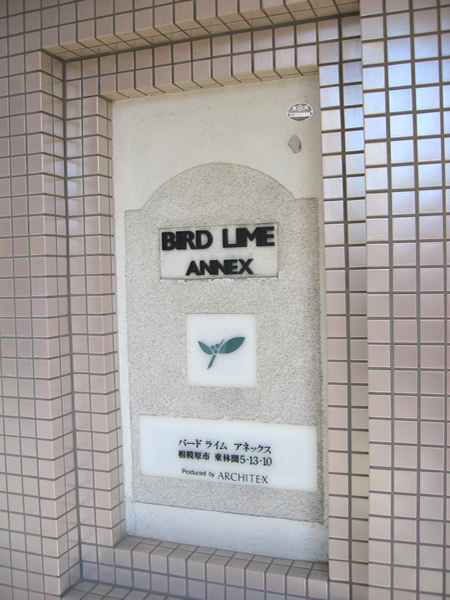 BIRD LIME
ANNEX
バード ライム アネックス
相模原市 東林間5-13-10
Produced by ARCHITEX